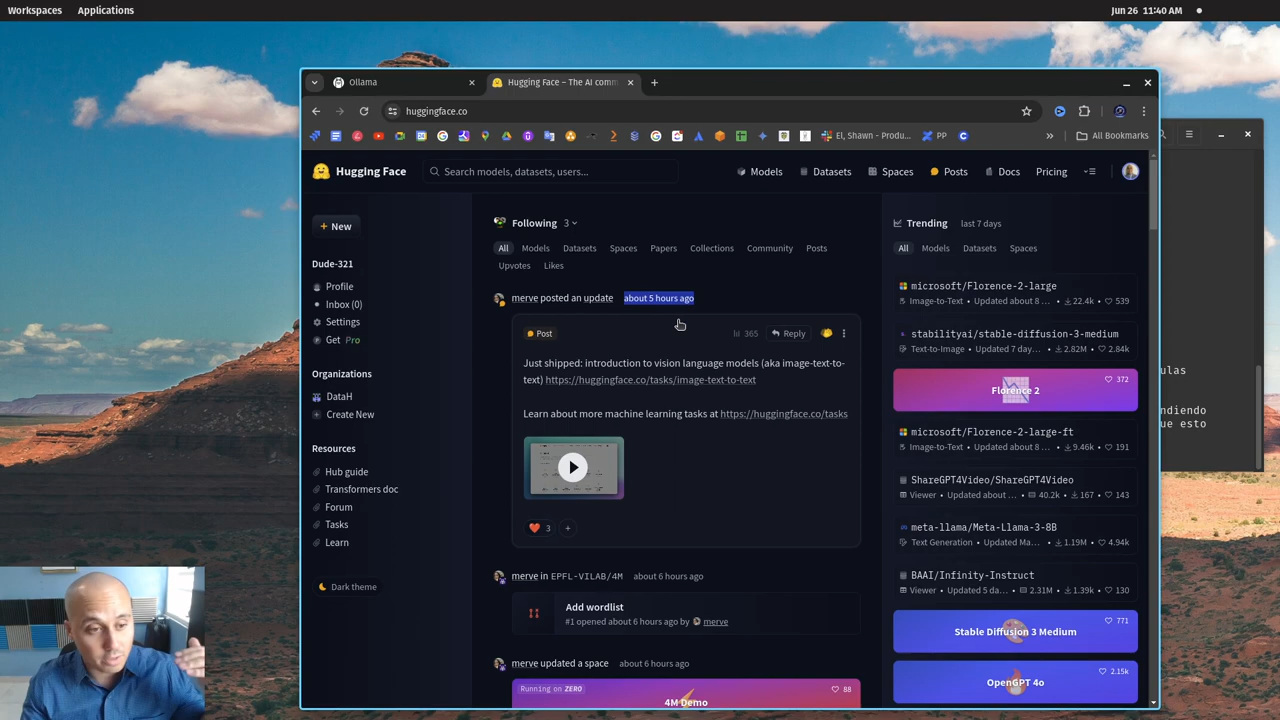 Workspaces Applications
Jun 26 11:40 AM
Ollama
Hugging Face – The AI comm
huggingface.co
El, Shawn - Produ...
PP
All Bookmarks
Hugging Face
Search models, datasets, users...
Models Datasets Spaces Posts Docs Pricing
+ New
Dude-321
Profile
Inbox (0)
Settings
Get Pro
Organizations
DataH
Create New
Resources
Hub guide
Transformers doc
Forum
Tasks
Learn
Dark theme
Following 3
All Models Datasets Spaces Papers Collections Community Posts
Upvotes Likes
merve posted an update about 5 hours ago
Post
365 Reply
Just shipped: introduction to vision language models (aka image-text-to-
text) https://huggingface.co/tasks/image-text-to-text
Learn about more machine learning tasks at https://huggingface.co/tasks
3 +
merve in EPFL-VILAB/4M about 6 hours ago
Add wordlist
#1 opened about 6 hours ago by merve
merve updated a space about 6 hours ago
Running on ZERO
88
4M Demo
Trending last 7 days
All Models Datasets Spaces
microsoft/Florence-2-large
Image-to-Text • Updated about 8 ... • 22.4k • 539
stabilityai/stable-diffusion-3-medium
Text-to-Image • Updated 7 day... • 2.82M • 2.84k
372
Florence 2
microsoft/Florence-2-large-ft
Image-to-Text • Updated about 8 ... • 9.46k • 191
ShareGPT4Video/ShareGPT4Video
Viewer • Updated about ... • 40.2k • 167 • 143
meta-llama/Meta-Llama-3-8B
Text Generation • Updated Ma... • 1.19M • 4.94k
BAAI/Infinity-Instruct
Viewer • Updated 5 da... • 2.31M • 1.39k • 130
771
Stable Diffusion 3 Medium
2.15k
OpenGPT 4o
ulas
ndiendo
ue esto